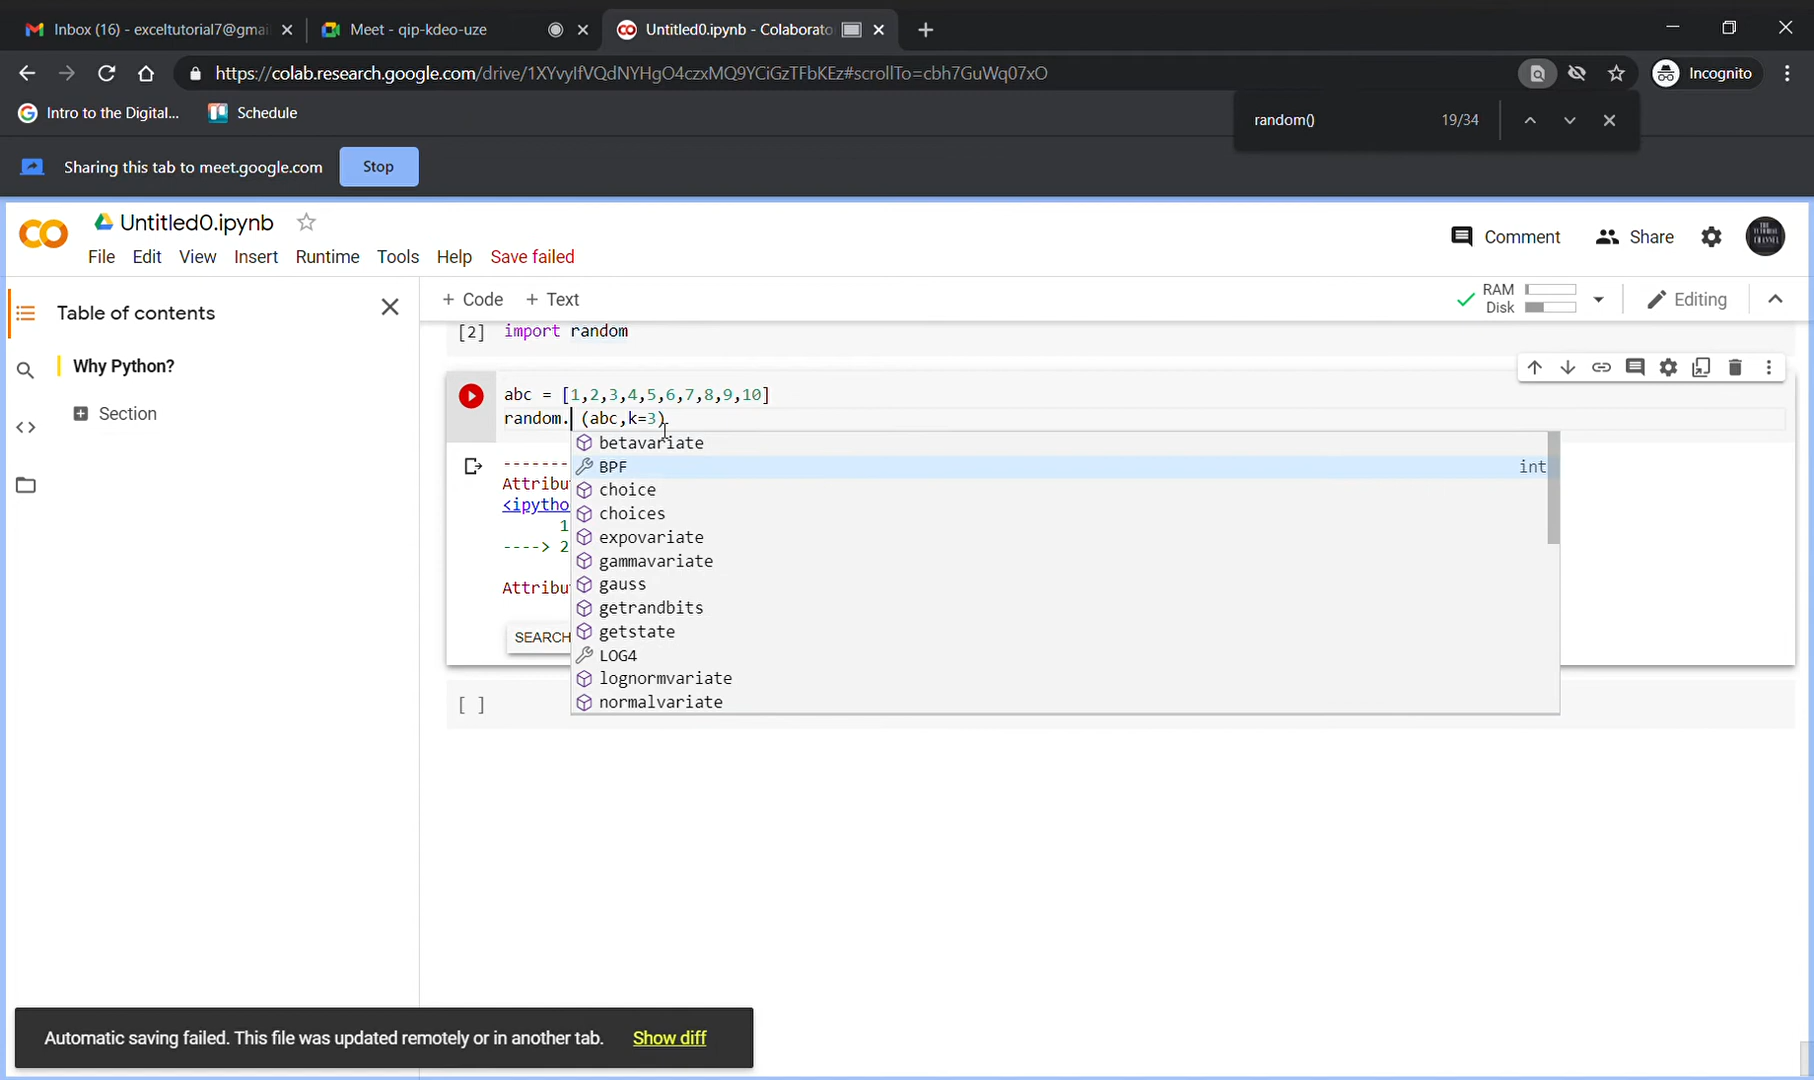 Inbox (16) - exceltutorial7@gmai
Meet - qip-kdeo-uze
Untitled0.ipynb - Colaborato
https://colab.research.google.com/drive/1XYvyIfVQdNYHgO4czxMQ9YCiGzTFbKEz#scrollTo=cbh7GuWq07xO
Incognito
Intro to the Digital...
Schedule
random()
19/34
Sharing this tab to meet.google.com
Stop
Untitled0.ipynb
File Edit View Insert Runtime Tools Help Save failed
Comment
Share
Table of contents
+ Code + Text
RAM
Disk
Editing
Why Python?
Section
[2] import random
abc = [1,2,3,4,5,6,7,8,9,10]
random. (abc,k=3)
betavariate
BPF int
choice
choices
expovariate
gammavariate
gauss
getrandbits
getstate
LOG4
lognormvariate
normalvariate
--------
Attribu
<ipytho
1
----> 2
Attribu
SEARCH
[ ]
Automatic saving failed. This file was updated remotely or in another tab. Show diff